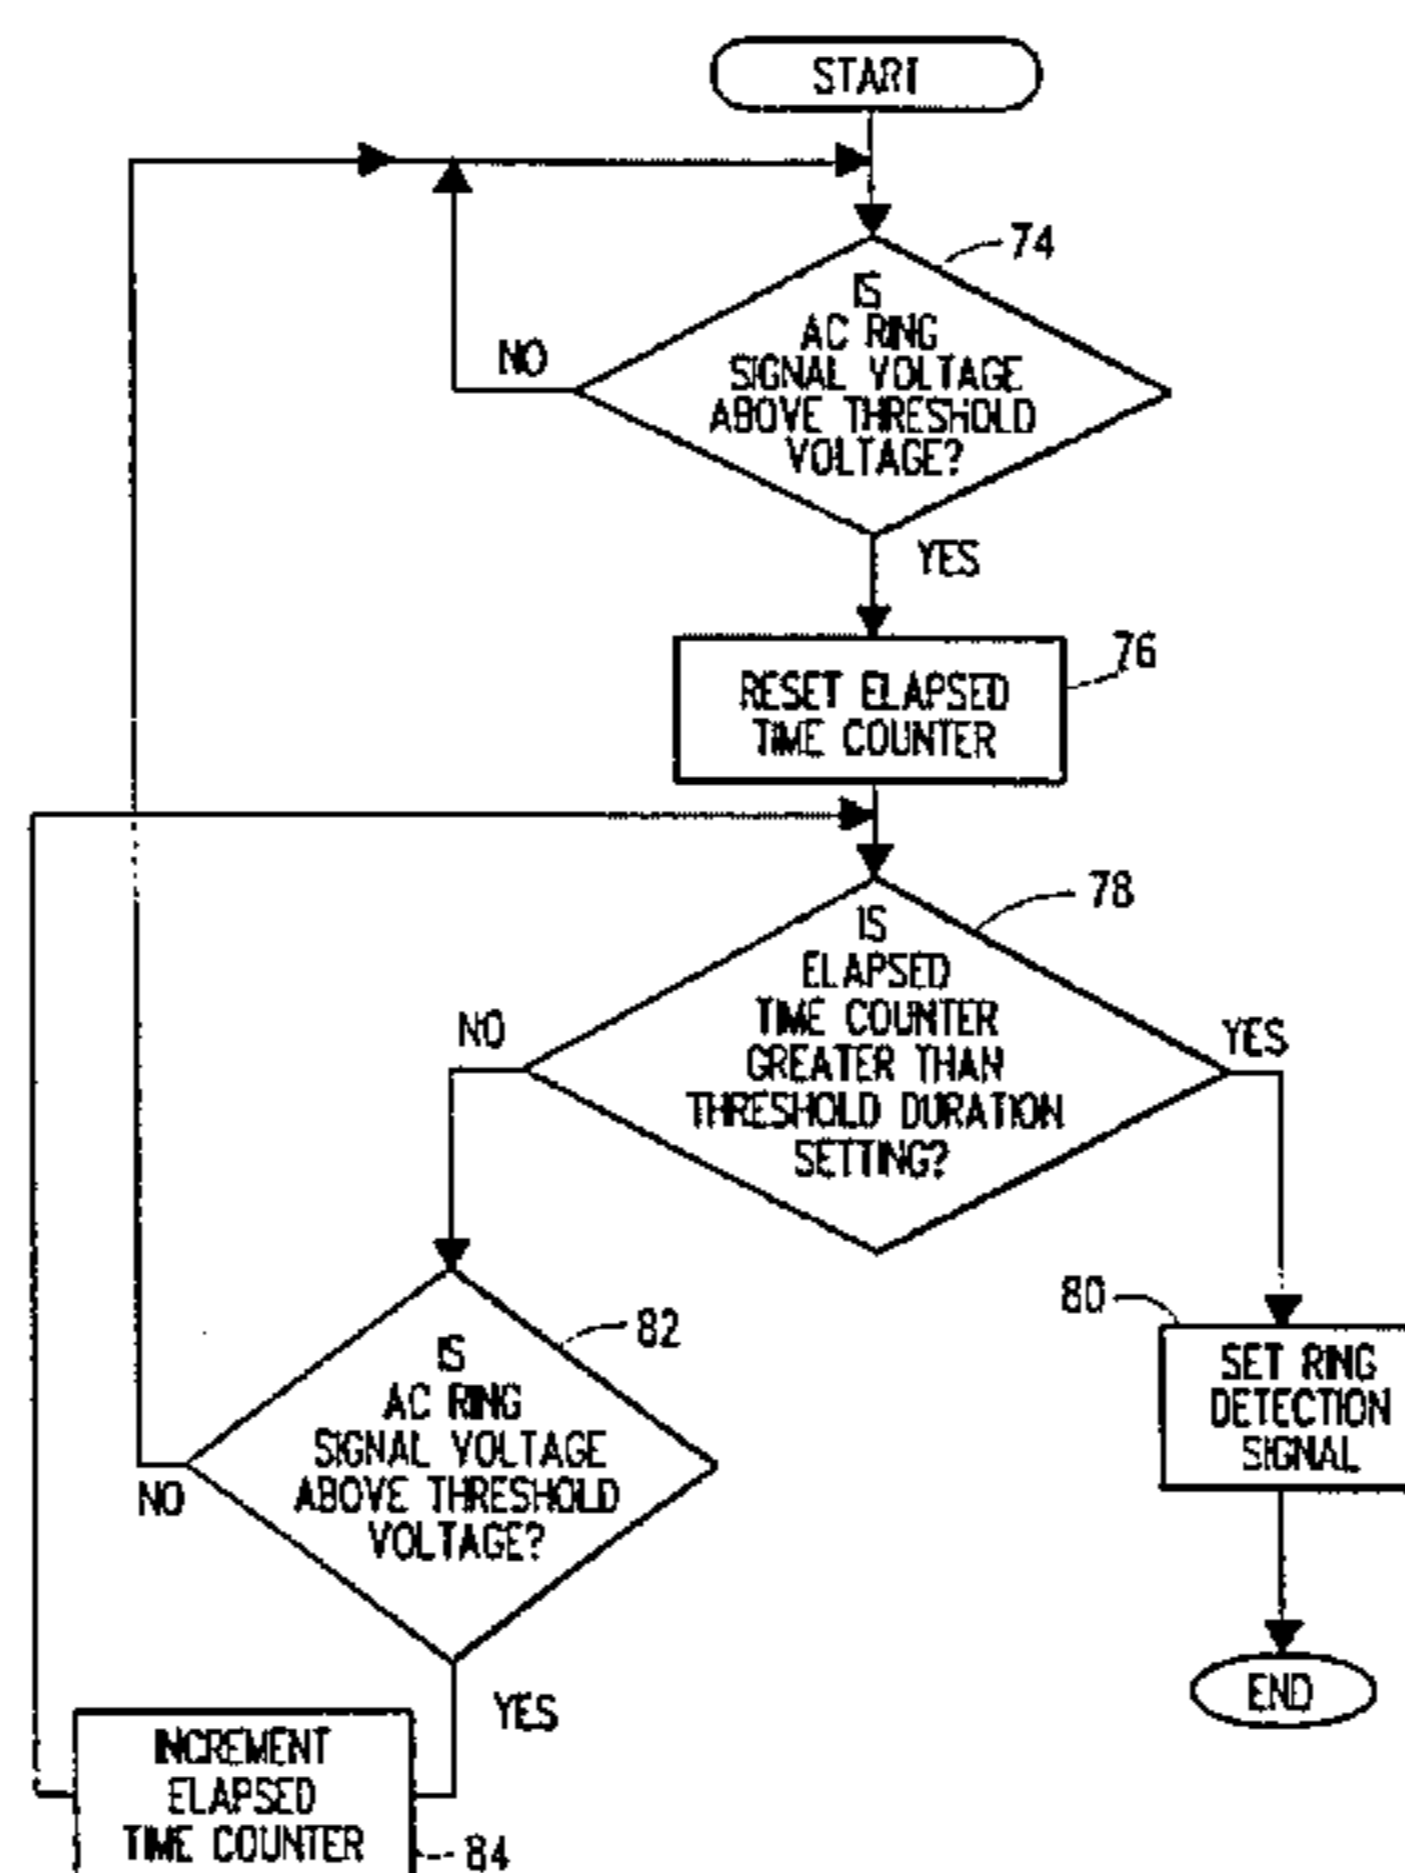 START
74
IS
AC RING
SIGNAL VOLTAGE
ABOVE THRESHOLD
VOLTAGE?
NO
YES
76
RESET ELAPSED
TIME COUNTER
78
IS
ELAPSED
TIME COUNTER
GREATER THAN
THRESHOLD DURATION
SETTING?
NO
YES
82
IS
AC RING
SIGNAL VOLTAGE
ABOVE THRESHOLD
VOLTAGE?
NO
YES
80
SET RING
DETECTION
SIGNAL
END
INCREMENT
ELAPSED
TIME COUNTER
84